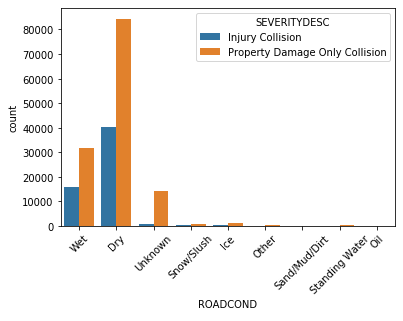 SEVERITYDESC
Injury Collision
Property Damage Only Collision
count
80000
70000
60000
50000
40000
30000
20000
10000
0
Wet
Dry
Unknown
Snow/Slush
Ice
Other
Sand/Mud/Dirt
Standing Water
Oil
ROADCOND